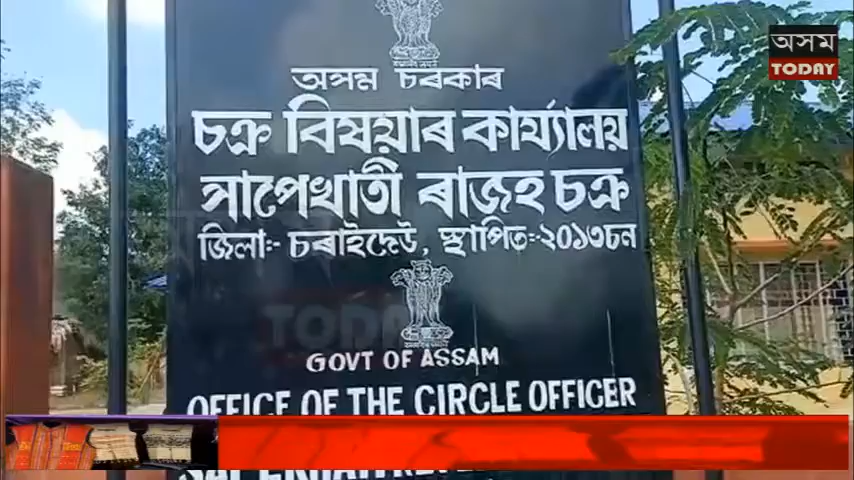 অসম
TODAY
অসম চৰকাৰ
চক্ৰ বিষয়াৰ কাৰ্য্যালয়
সাপেখাতী ৰাজহ চক্ৰ
জিলা:- চৰাইদেউ, স্থাপিত:-২০১৩চন
TODAY
GOVT OF ASSAM
OFFICE OF THE CIRCLE OFFICER